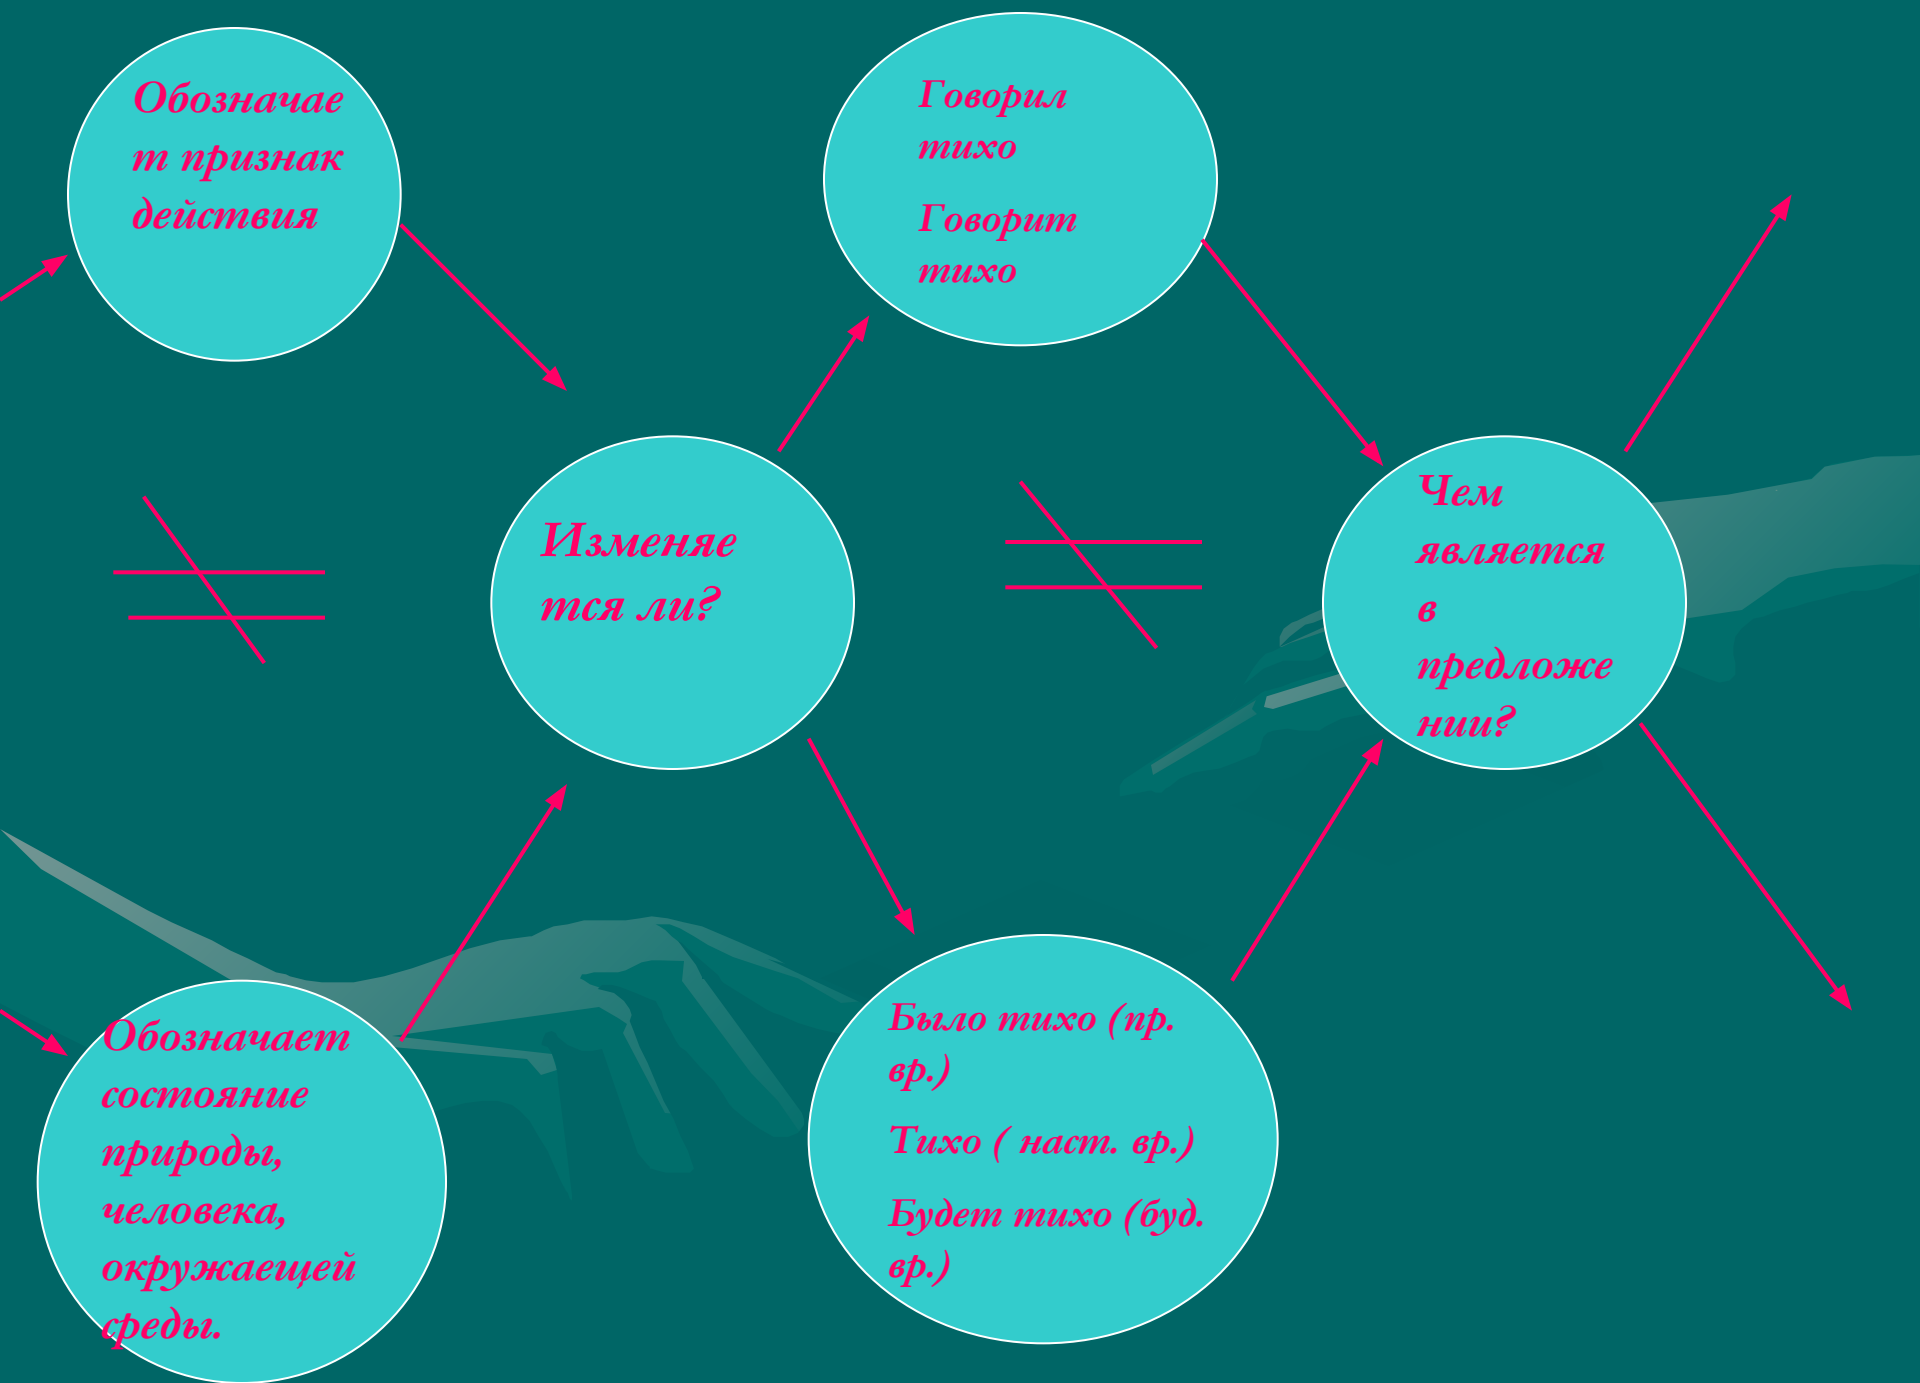 Обозначае
т признак
действия
Говорил
тихо
Говорит
тихо
Изменяе
тся ли?
Чем
является
в
предложе
нии?
Обозначает
состояние
природы,
человека,
окружаещей
среды.
Было тихо (пр.
вр.)
Тихо ( наст. вр.)
Будет тихо (буд.
вр.)